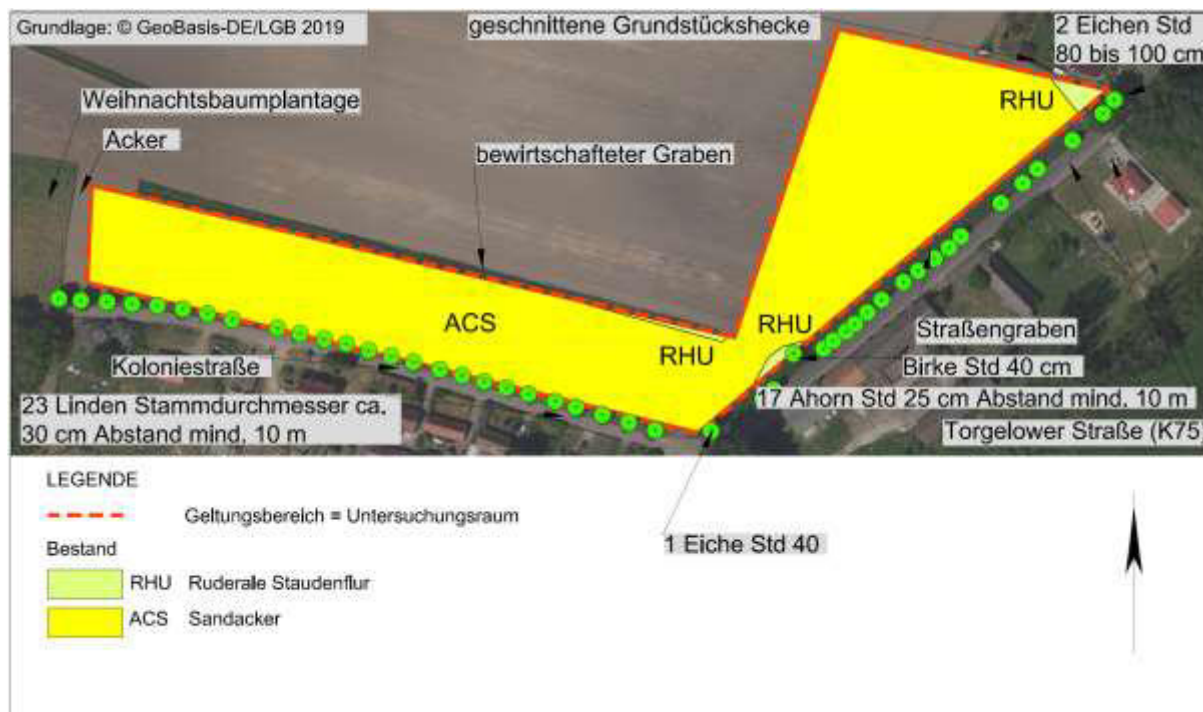 Grundlage: © GeoBasis-DE/LGB 2019
geschnittene Grundstückshecke
2 Eichen Std
80 bis 100 cm
Weihnachtsbaumplantage
RHU
Acker
bewirtschafteter Graben
ACS
RHU
RHU
Straßengraben
Koloniestraße
Birke Std 40 cm
23 Linden Stammdurchmesser ca.
30 cm Abstand mind. 10 m
17 Ahorn Std 25 cm Abstand mind. 10 m
Torgelower Straße (K75
LEGENDE
Geltungsbereich = Untersuchungsraum
1 Eiche Std 40
Bestand
RHU Ruderale Staudenflur
ACS Sandacker